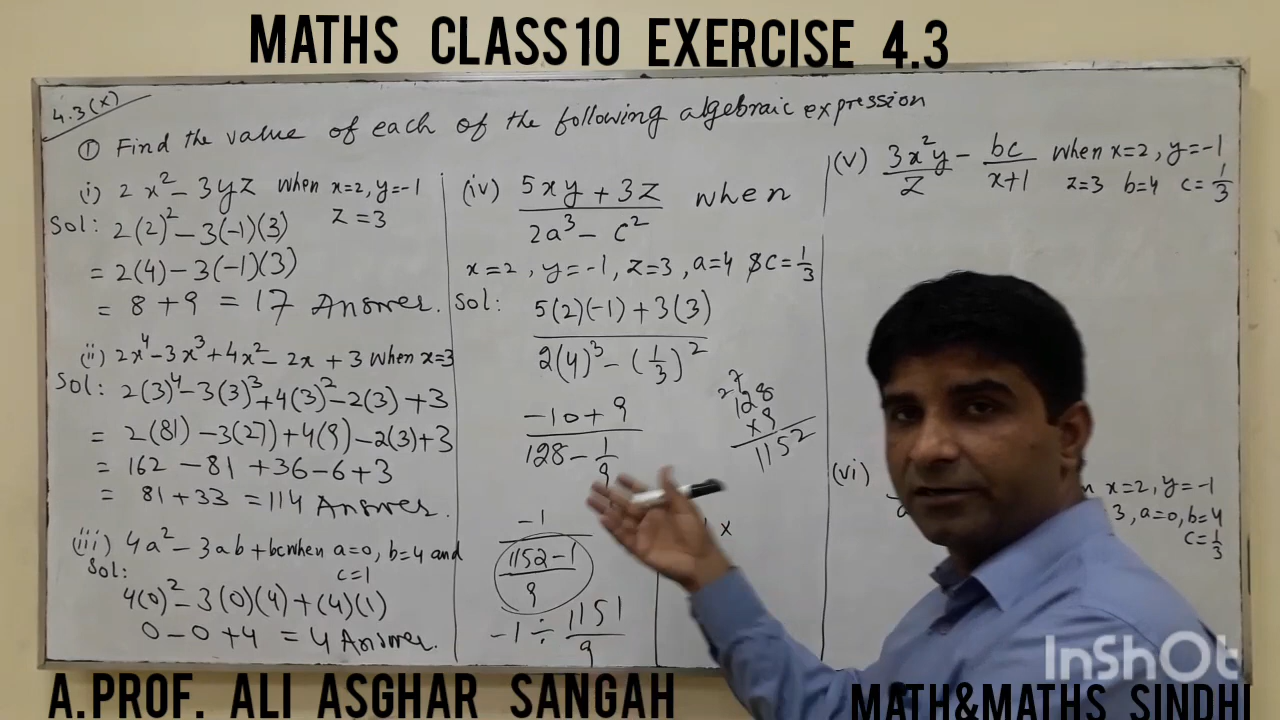 MATHS CLASS 10 EXERCISE 4.3
4.3(x)
① Find the value of each of the following algebraic expression
(i) 2x² - 3yz when x=2, y=-1
z=3
Sol: 2(2)² - 3(-1)(3)
= 2(4) - 3(-1)(3)
= 8 + 9 = 17 Answer.
(ii) 2x⁴ - 3x³ + 4x² - 2x + 3 when x=3
Sol: 2(3)⁴ - 3(3)³ + 4(3)² - 2(3) + 3
= 2(81) - 3(27) + 4(9) - 2(3) + 3
= 162 - 81 + 36 - 6 + 3
= 81 + 33 = 114 Answer.
(iii) 4a² - 3ab + bc when a=0, b=4 and
c=1
Sol:
4(0)² - 3(0)(4) + (4)(1)
0 - 0 + 4 = 4 Answer.
(iv) 5xy + 3z when
2a³ - c²
x=2, y=-1, z=3, a=4 & c=1/3
Sol: 5(2)(-1) + 3(3)
2(4)³ - (1/3)²
-10 + 9
128 - 1/9
27
128
x9
1152
-1
1152 - 1
9
-1 ÷ 1151
9
x
(v) 3x²y/z - bc/x+1 when x=2, y=-1
z=3 b=4 c=1/3
(vi)
x=2, y=-1
3, a=0, b=4
c=1/3
InShOt
A.PROF. ALI ASGHAR SANGAH
MATH&MATHS SINDHI